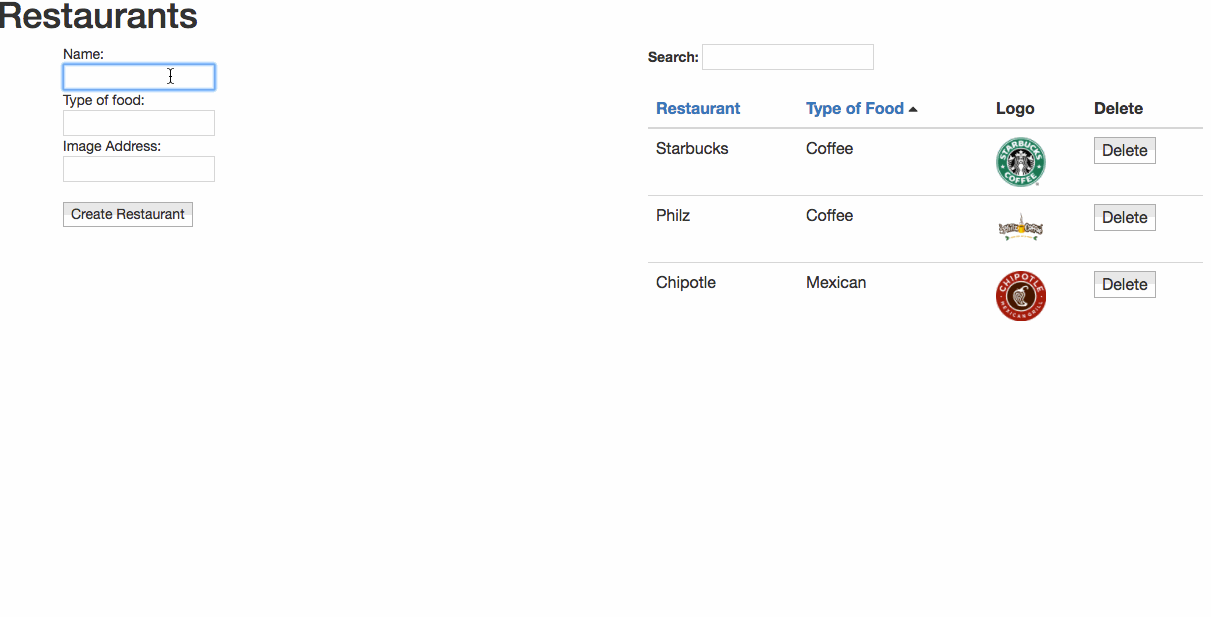 Restaurants
Name:
Type of food:
Image Address:
Create Restaurant
Search:
Restaurant Type of Food Logo Delete
Starbucks Coffee STARBUCKS COFFEE Delete
Philz Coffee Delete
Chipotle Mexican CHIPOTLE MEXICAN GRILL Delete